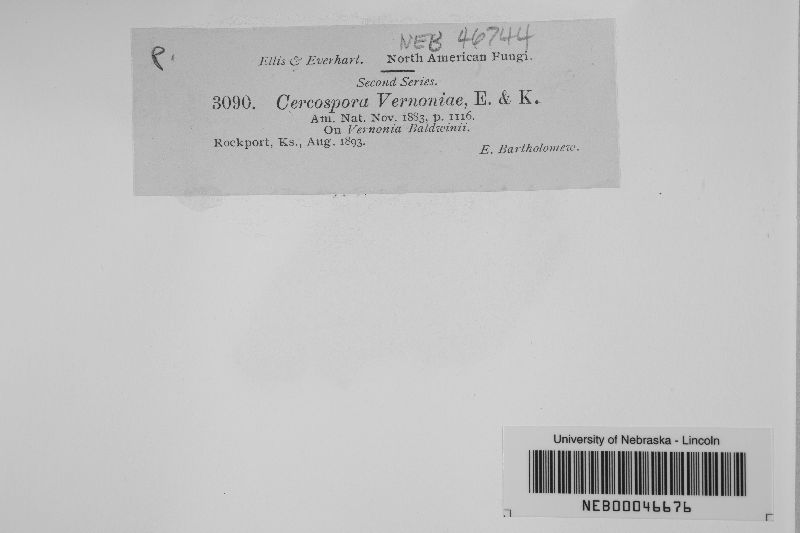 P.
NEB 46744
Ellis & Everhart. North American Fungi.
Second Series.
3090. Cercospora Vernoniae, E. & K.
Am. Nat. Nov. 1883, p. 1116.
On Vernonia Baldwinii.
Rockport, Ks., Aug. 1893.
E. Bartholomew.
University of Nebraska - Lincoln
NEB00046676